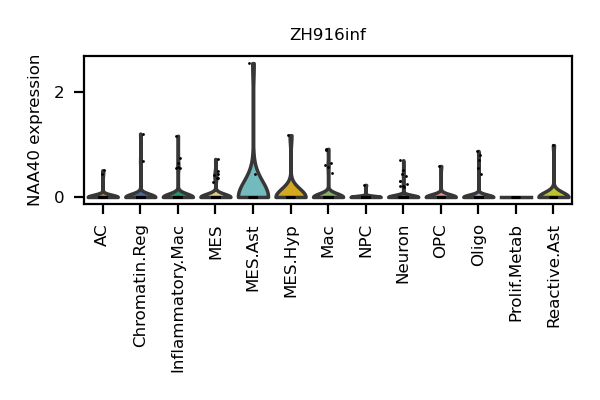 ZH916inf
NAA40 expression
2
0
AC
Chromatin.Reg
Inflammatory.Mac
MES
MES.Ast
MES.Hyp
Mac
NPC
Neuron
OPC
Oligo
Prolif.Metab
Reactive.Ast